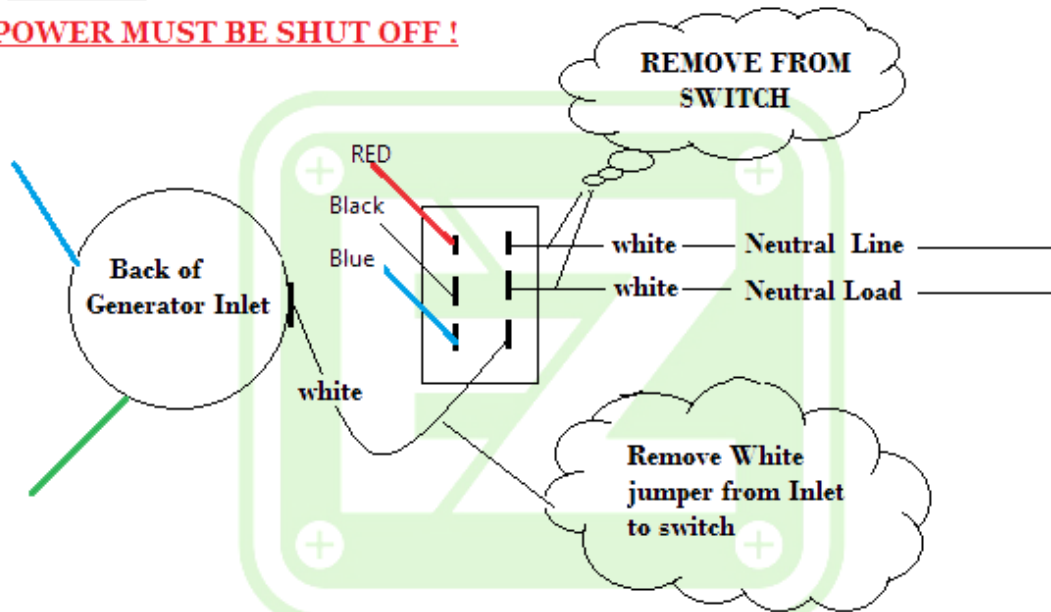 POWER MUST BE SHUT OFF !
REMOVE FROM
SWITCH
RED
Black
Blue
white Neutral Line
white Neutral Load
Back of
Generator Inlet
white
Remove White
jumper from Inlet
to switch